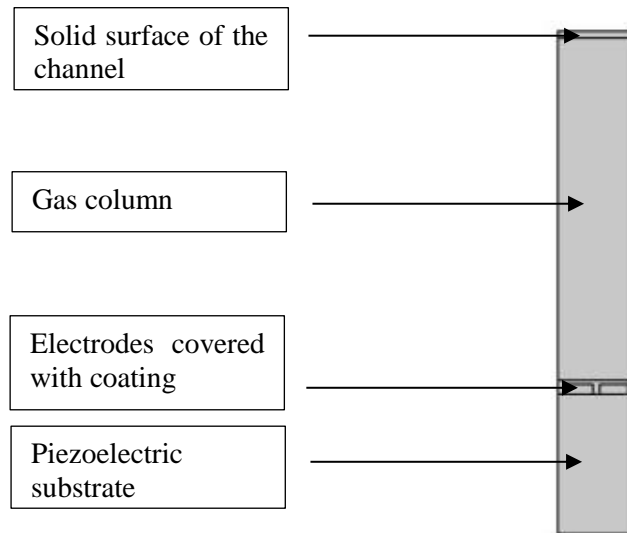 Solid surface of the
channel
Gas column
Electrodes covered
with coating
Piezoelectric
substrate